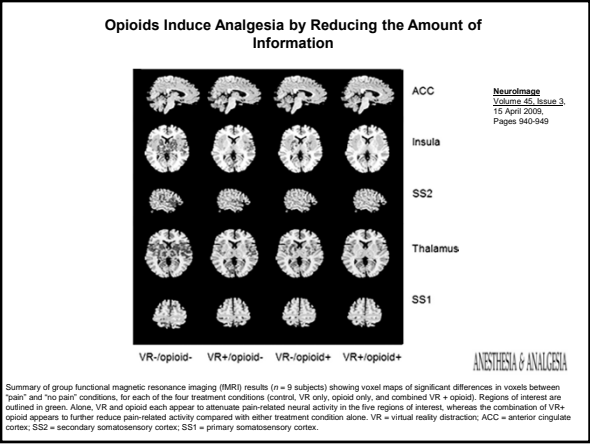 Opioids Induce Analgesia by Reducing the Amount of
Information
ACC
NeuroImage
Volume 45, Issue 3,
15 April 2009,
Pages 940-949
Insula
SS2
Thalamus
SS1
VR-/opioid- VR+/opioid- VR-/opioid+ VR+/opioid+
ANESTHESIA & ANALGESIA
Summary of group functional magnetic resonance imaging (fMRI) results (n = 9 subjects) showing voxel maps of significant differences in voxels between
“pain” and “no pain” conditions, for each of the four treatment conditions (control, VR only, opioid only, and combined VR + opioid). Regions of interest are
outlined in green. Alone, VR and opioid each appear to attenuate pain-related neural activity in the five regions of interest, whereas the combination of VR+
opioid appears to further reduce pain-related activity compared with either treatment condition alone. VR = virtual reality distraction; ACC = anterior cingulate
cortex; SS2 = secondary somatosensory cortex; SS1 = primary somatosensory cortex.